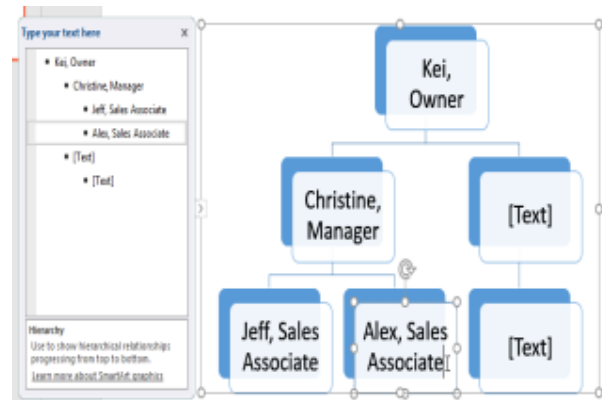 Type your text here
X
Kei, Owner
Christine, Manager
Jeff, Sales Associate
Alex, Sales Associate
[Text]
[Text]
Hierarchy
Use to show hierarchical relationships
progressing from top to bottom.
Learn more about SmartArt graphics
Kei,
Owner
Christine,
Manager
[Text]
Jeff, Sales
Associate
Alex, Sales
Associate
[Text]